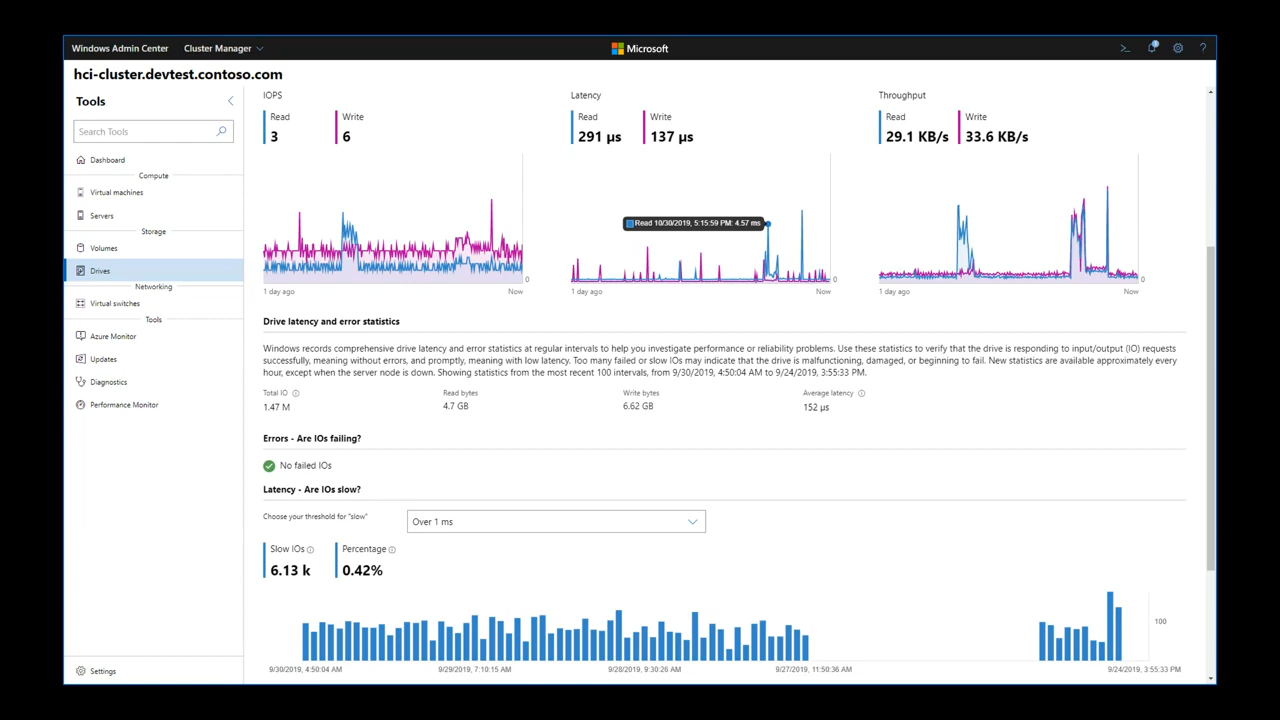 Windows Admin Center Cluster Manager Microsoft >_ ?
hci-cluster.devtest.contoso.com
Tools
Search Tools
Dashboard
Compute
Virtual machines
Servers
Storage
Volumes
Drives
Networking
Virtual switches
Tools
Azure Monitor
Updates
Diagnostics
Performance Monitor
Settings
IOPS
Read Write
3 6
0
1 day ago Now
Latency
Read Write
291 μs 137 μs
Read 10/30/2019, 5:15:59 PM: 4.57 ms
0
1 day ago Now
Throughput
Read Write
29.1 KB/s 33.6 KB/s
0
1 day ago Now
Drive latency and error statistics
Windows records comprehensive drive latency and error statistics at regular intervals to help you investigate performance or reliability problems. Use these statistics to verify that the drive is responding to input/output (IO) requests
successfully, meaning without errors, and promptly, meaning with low latency. Too many failed or slow IOs may indicate that the drive is malfunctioning, damaged, or beginning to fail. New statistics are available approximately every
hour, except when the server node is down. Showing statistics from the most recent 100 intervals, from 9/30/2019, 4:50:04 AM to 9/24/2019, 3:55:33 PM.
Total IO Read bytes Write bytes Average latency
1.47 M 4.7 GB 6.62 GB 152 μs
Errors - Are IOs failing?
No failed IOs
Latency - Are IOs slow?
Choose your threshold for "slow" Over 1 ms
Slow IOs Percentage
6.13 k 0.42%
100
9/30/2019, 4:50:04 AM 9/29/2019, 7:10:15 AM 9/28/2019, 9:30:26 AM 9/27/2019, 11:50:36 AM 9/24/2019, 3:55:33 PM